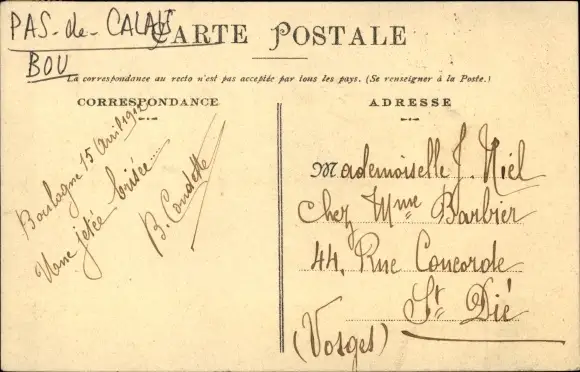 PAS-de-CALAIS
BOU
CARTE POSTALE
La correspondance au recto n'est pas acceptée par tous les pays. (Se renseigner à la Poste.)
CORRESPONDANCE
Boulogne 15 Avril 1912
Une jetée brisée....
B. Condette
ADRESSE
Mademoiselle J. Niél
Chez Mme Barbier
44, Rue Concorde
St Dié
(Vosges)